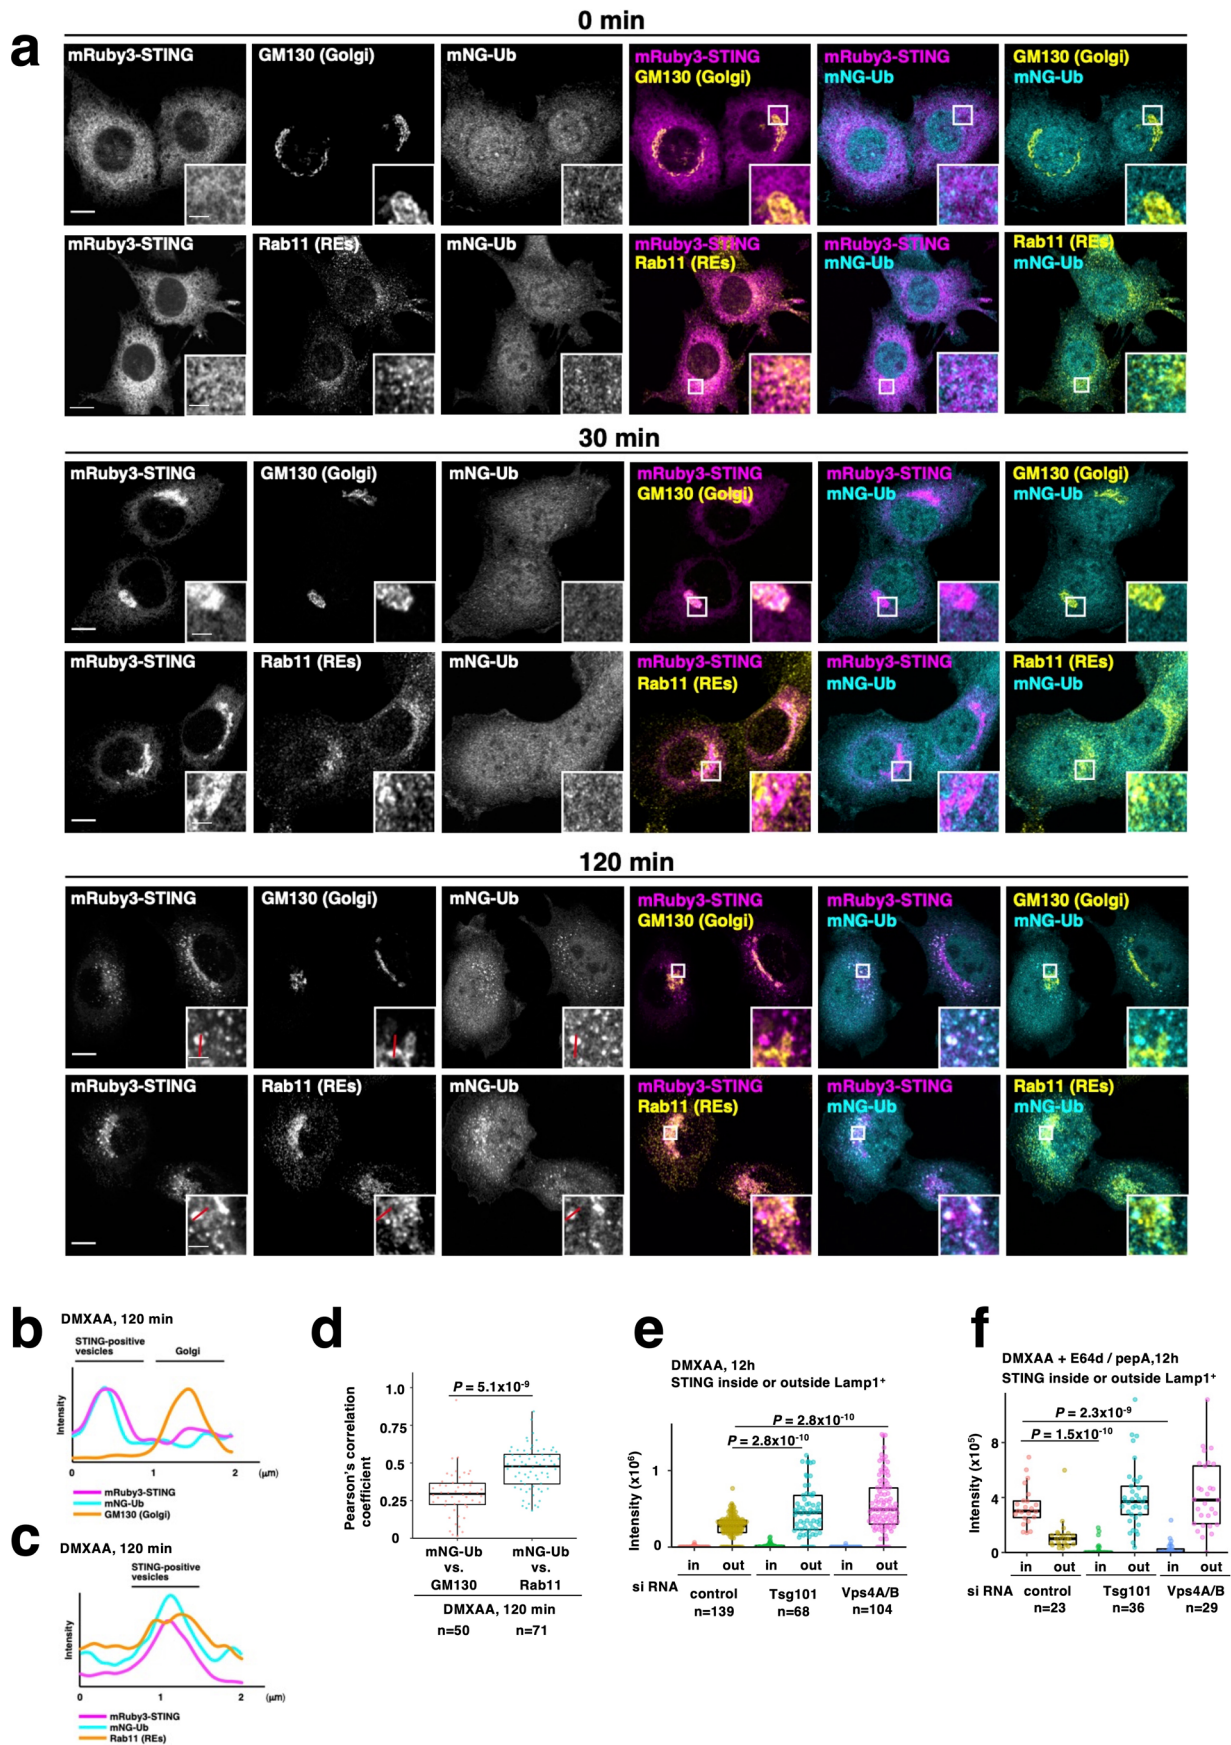 a
0 min
mRuby3-STING
GM130 (Golgi)
mNG-Ub
mRuby3-STING
GM130 (Golgi)
mRuby3-STING
mNG-Ub
GM130 (Golgi)
mNG-Ub
mRuby3-STING
Rab11 (REs)
mNG-Ub
mRuby3-STING
Rab11 (REs)
mRuby3-STING
mNG-Ub
Rab11 (REs)
mNG-Ub
30 min
mRuby3-STING
GM130 (Golgi)
mNG-Ub
mRuby3-STING
GM130 (Golgi)
mRuby3-STING
mNG-Ub
GM130 (Golgi)
mNG-Ub
mRuby3-STING
Rab11 (REs)
mNG-Ub
mRuby3-STING
Rab11 (REs)
mRuby3-STING
mNG-Ub
Rab11 (REs)
mNG-Ub
120 min
mRuby3-STING
GM130 (Golgi)
mNG-Ub
mRuby3-STING
GM130 (Golgi)
mRuby3-STING
mNG-Ub
GM130 (Golgi)
mNG-Ub
mRuby3-STING
Rab11 (REs)
mNG-Ub
mRuby3-STING
Rab11 (REs)
mRuby3-STING
mNG-Ub
Rab11 (REs)
mNG-Ub
b
DMXAA, 120 min
STING-positive
vesicles
Golgi
Intensity
0 1 2 (μm)
mRuby3-STING
mNG-Ub
GM130 (Golgi)
c
DMXAA, 120 min
STING-positive
vesicles
Intensity
0 1 2 (μm)
mRuby3-STING
mNG-Ub
Rab11 (REs)
d
P = 5.1x10⁻⁹
Pearson's correlation
coefficient
1.0
0.75
0.5
0.25
0
mNG-Ub
vs.
GM130
mNG-Ub
vs.
Rab11
DMXAA, 120 min
n=50 n=71
e
DMXAA, 12h
STING inside or outside Lamp1⁺
P = 2.8x10⁻¹⁰
P = 2.8x10⁻¹⁰
Intensity (x10⁶)
1
0
in out in out in out
si RNA control Tsg101 Vps4A/B
n=139 n=68 n=104
f
DMXAA + E64d / pepA,12h
STING inside or outside Lamp1⁺
P = 2.3x10⁻⁹
P = 1.5x10⁻¹⁰
Intensity (x10⁵)
8
4
0
in out in out in out
si RNA control Tsg101 Vps4A/B
n=23 n=36 n=29